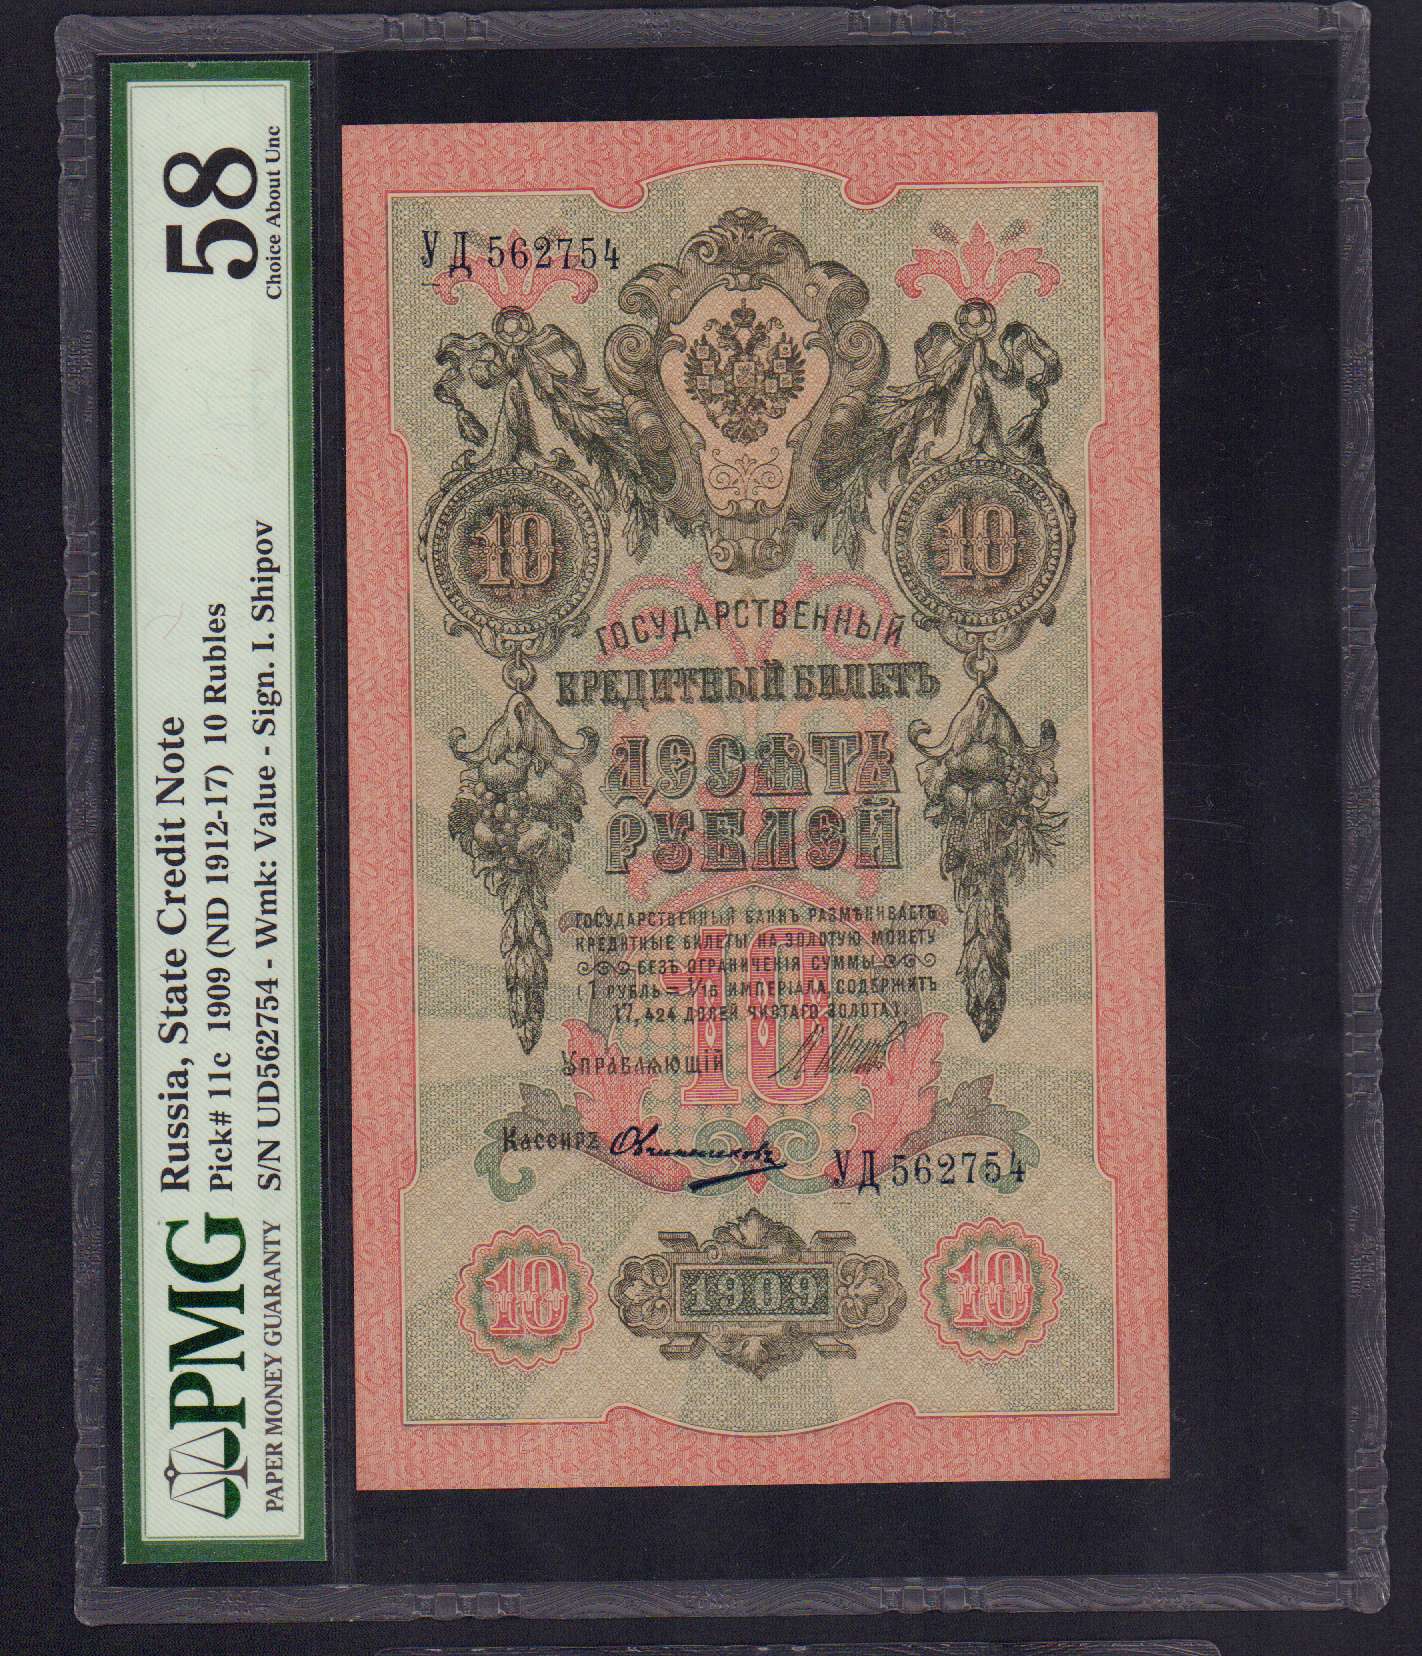 PMG
PAPER MONEY GUARANTY
Russia, State Credit Note
Pick# 11c 1909 (ND 1912-17) 10 Rubles
S/N UD562754 - Wmk: Value - Sign. I. Shipov
58
Choice About Unc
УД 562754
10
10
ГОСУДАРСТВЕННЫЙ
КРЕДИТНЫЙ БИЛЕТЪ
ДЕСЯТЬ
РУБЛЕЙ
ГОСУДАРСТВЕННЫЙ БАНКЪ РАЗМѢНИВАЕТЪ
КРЕДИТНЫЕ БИЛЕТЫ НА ЗОЛОТУЮ МОНЕТУ
БЕЗЪ ОГРАНИЧЕНІЯ СУММЫ
(1 РУБЛЬ = 1/15 ИМПЕРІАЛА, СОДЕРЖИТЪ
17,424 ДОЛЕЙ ЧИСТАГО ЗОЛОТА).
10
УПРАВЛЯЮЩІЙ
КАССИРЪ Овчинниковъ
УД 562754
10
1909
10